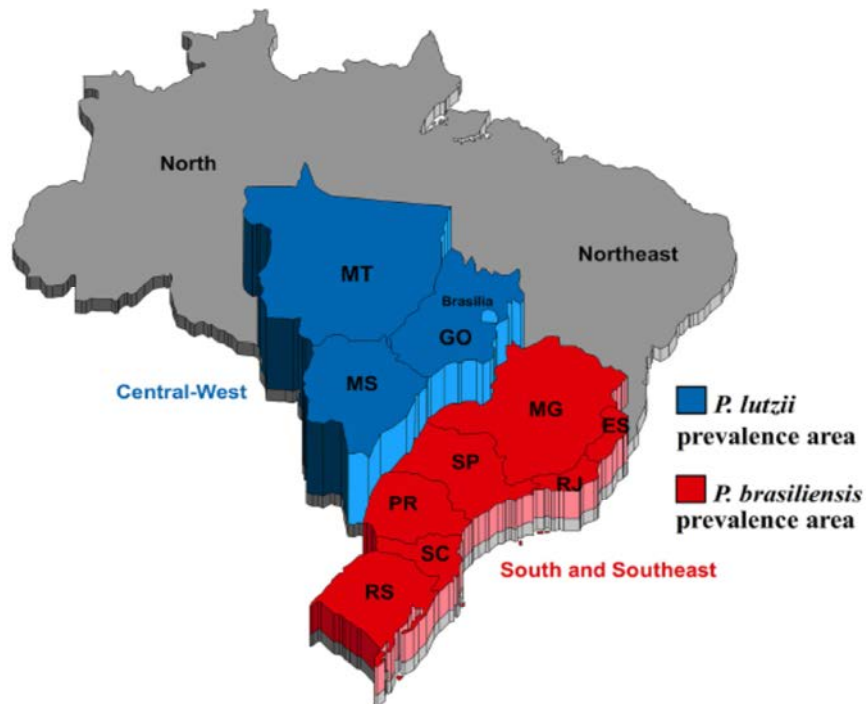 North
Northeast
MT
Brasilia
GO
MS
Central-West
MG
ES
SP
RJ
PR
SC
RS
South and Southeast
P. lutzii
prevalence area
P. brasiliensis
prevalence area